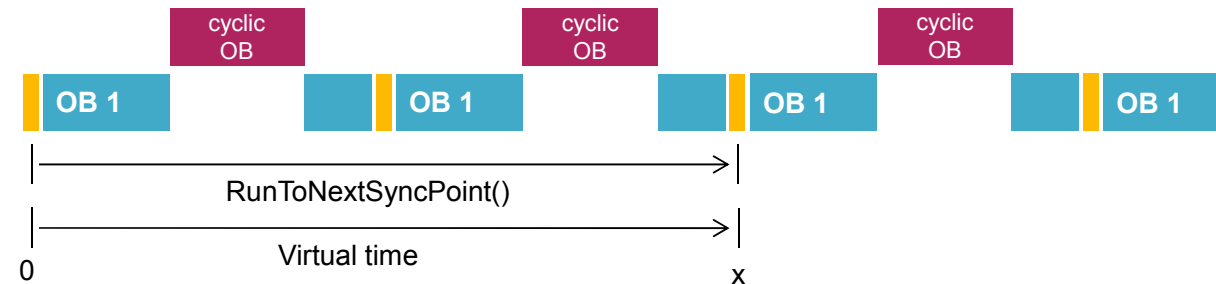 cyclic
OB
cyclic
OB
cyclic
OB
OB 1
OB 1
OB 1
OB 1
RunToNextSyncPoint()
Virtual time
0
x